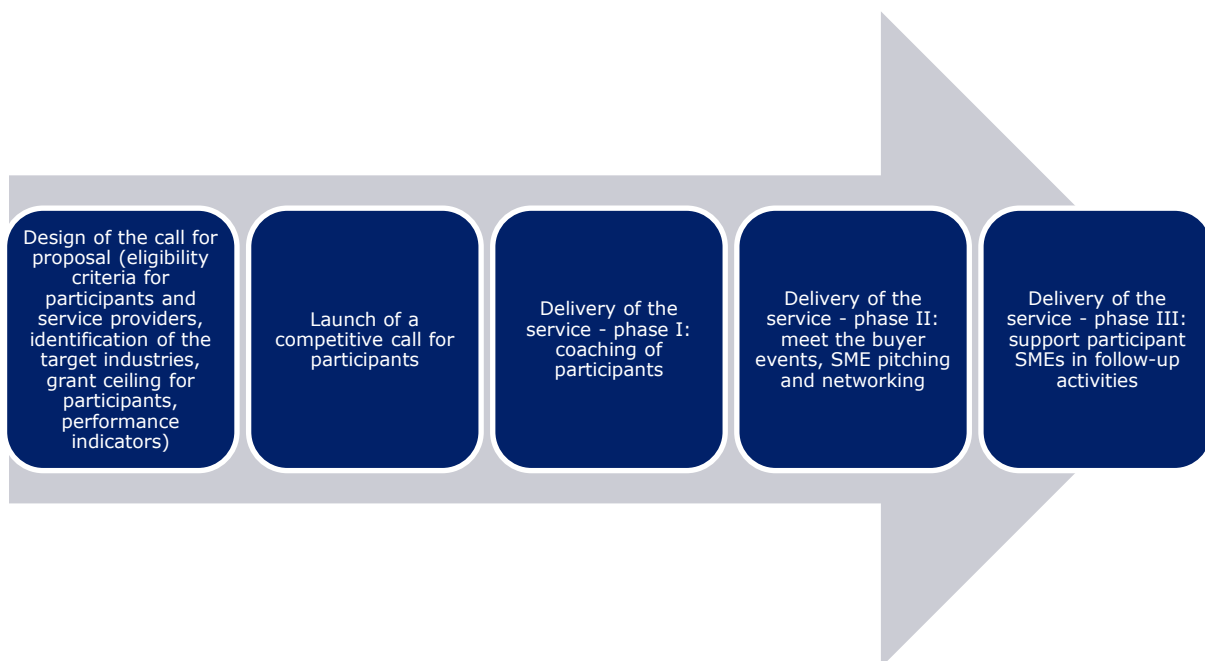 Design of the call for
proposal (eligibility
criteria for
participants and
service providers,
identification of the
target industries,
grant ceiling for
participants,
performance
indicators)
Launch of a
competitive call for
participants
Delivery of the
service - phase I:
coaching of
participants
Delivery of the
service - phase II:
meet the buyer
events, SME pitching
and networking
Delivery of the
service - phase III:
support participant
SMEs in follow-up
activities